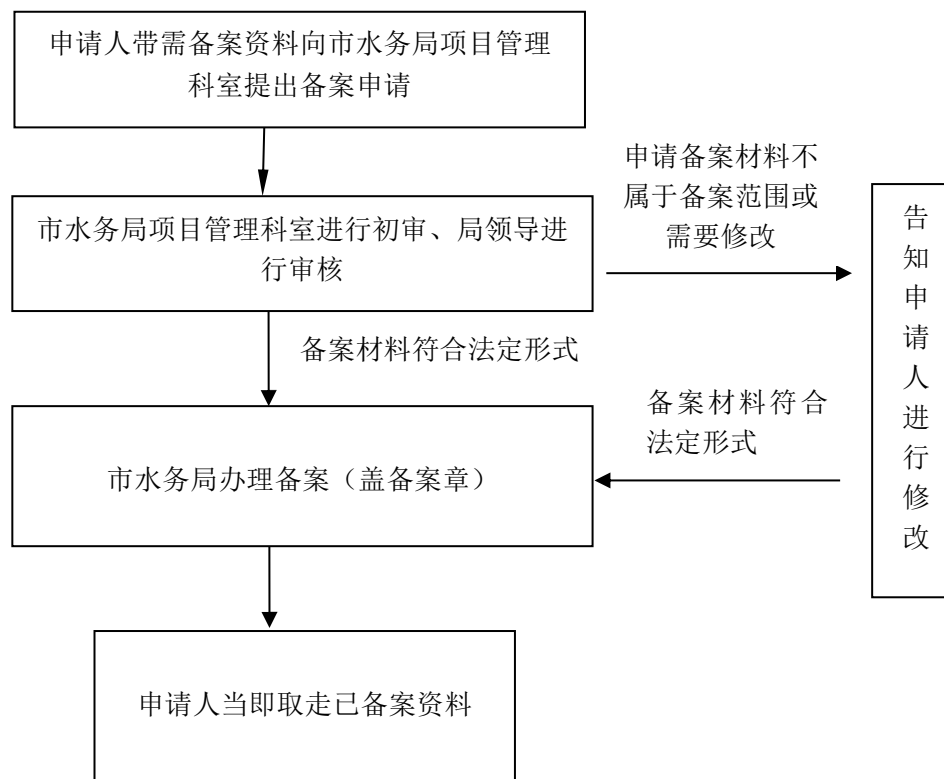 申请人带需备案资料向市水务局项目管理
科室提出备案申请
申请备案材料不
属于备案范围或
需要修改
市水务局项目管理科室进行初审、局领导进
行审核
告
知
申
请
人
进
行
修
改
备案材料符合法定形式
备案材料符合
法定形式
市水务局办理备案（盖备案章）
申请人当即取走已备案资料